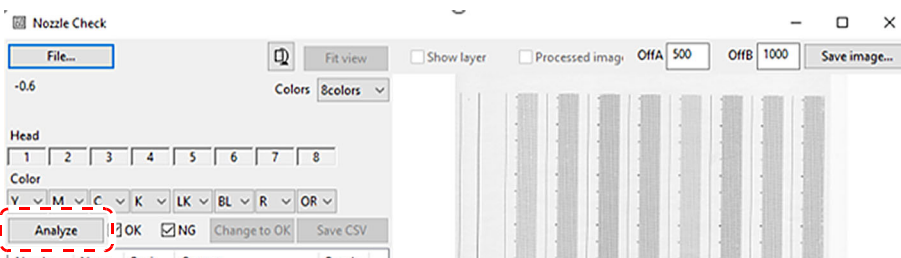 Nozzle Check
File...
Fit view
Show layer
Processed imag
OffA 500
OffB 1000
Save image...
-0.6
Colors 8colors
Head
1 2 3 4 5 6 7 8
Color
Y M C K LK BL R OR
Analyze OK NG Change to OK Save CSV